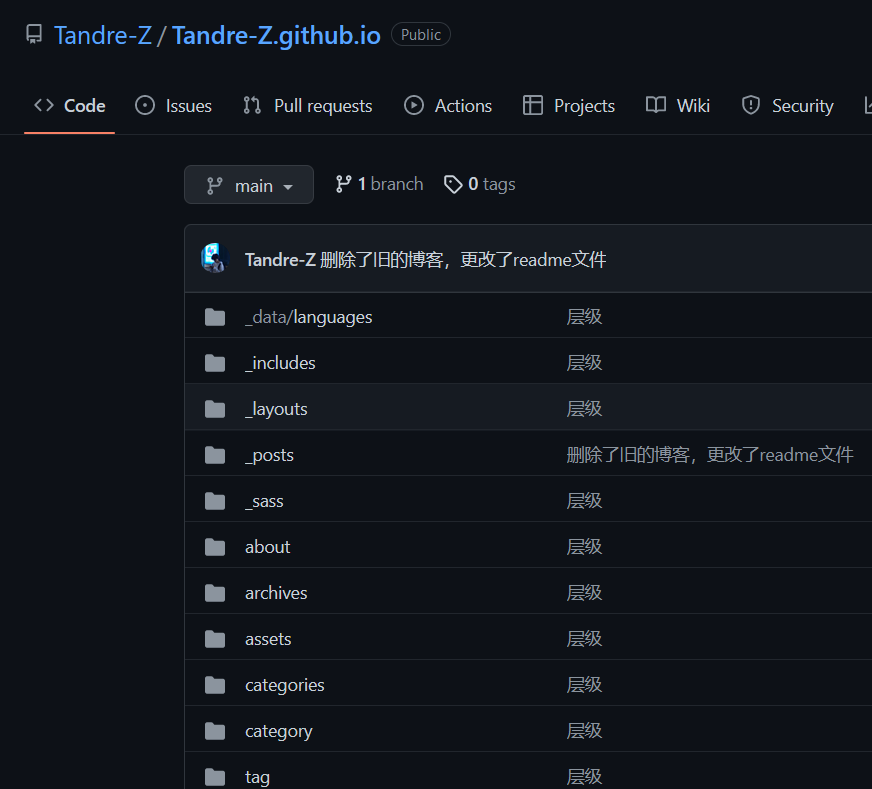 Tandre-Z / Tandre-Z.github.io Public
Code Issues Pull requests Actions Projects Wiki Security
main 1 branch 0 tags
Tandre-Z 删除了旧的博客，更改了readme文件
_data/languages 层级
_includes 层级
_layouts 层级
_posts 删除了旧的博客，更改了readme文件
_sass 层级
about 层级
archives 层级
assets 层级
categories 层级
category 层级
tag 层级